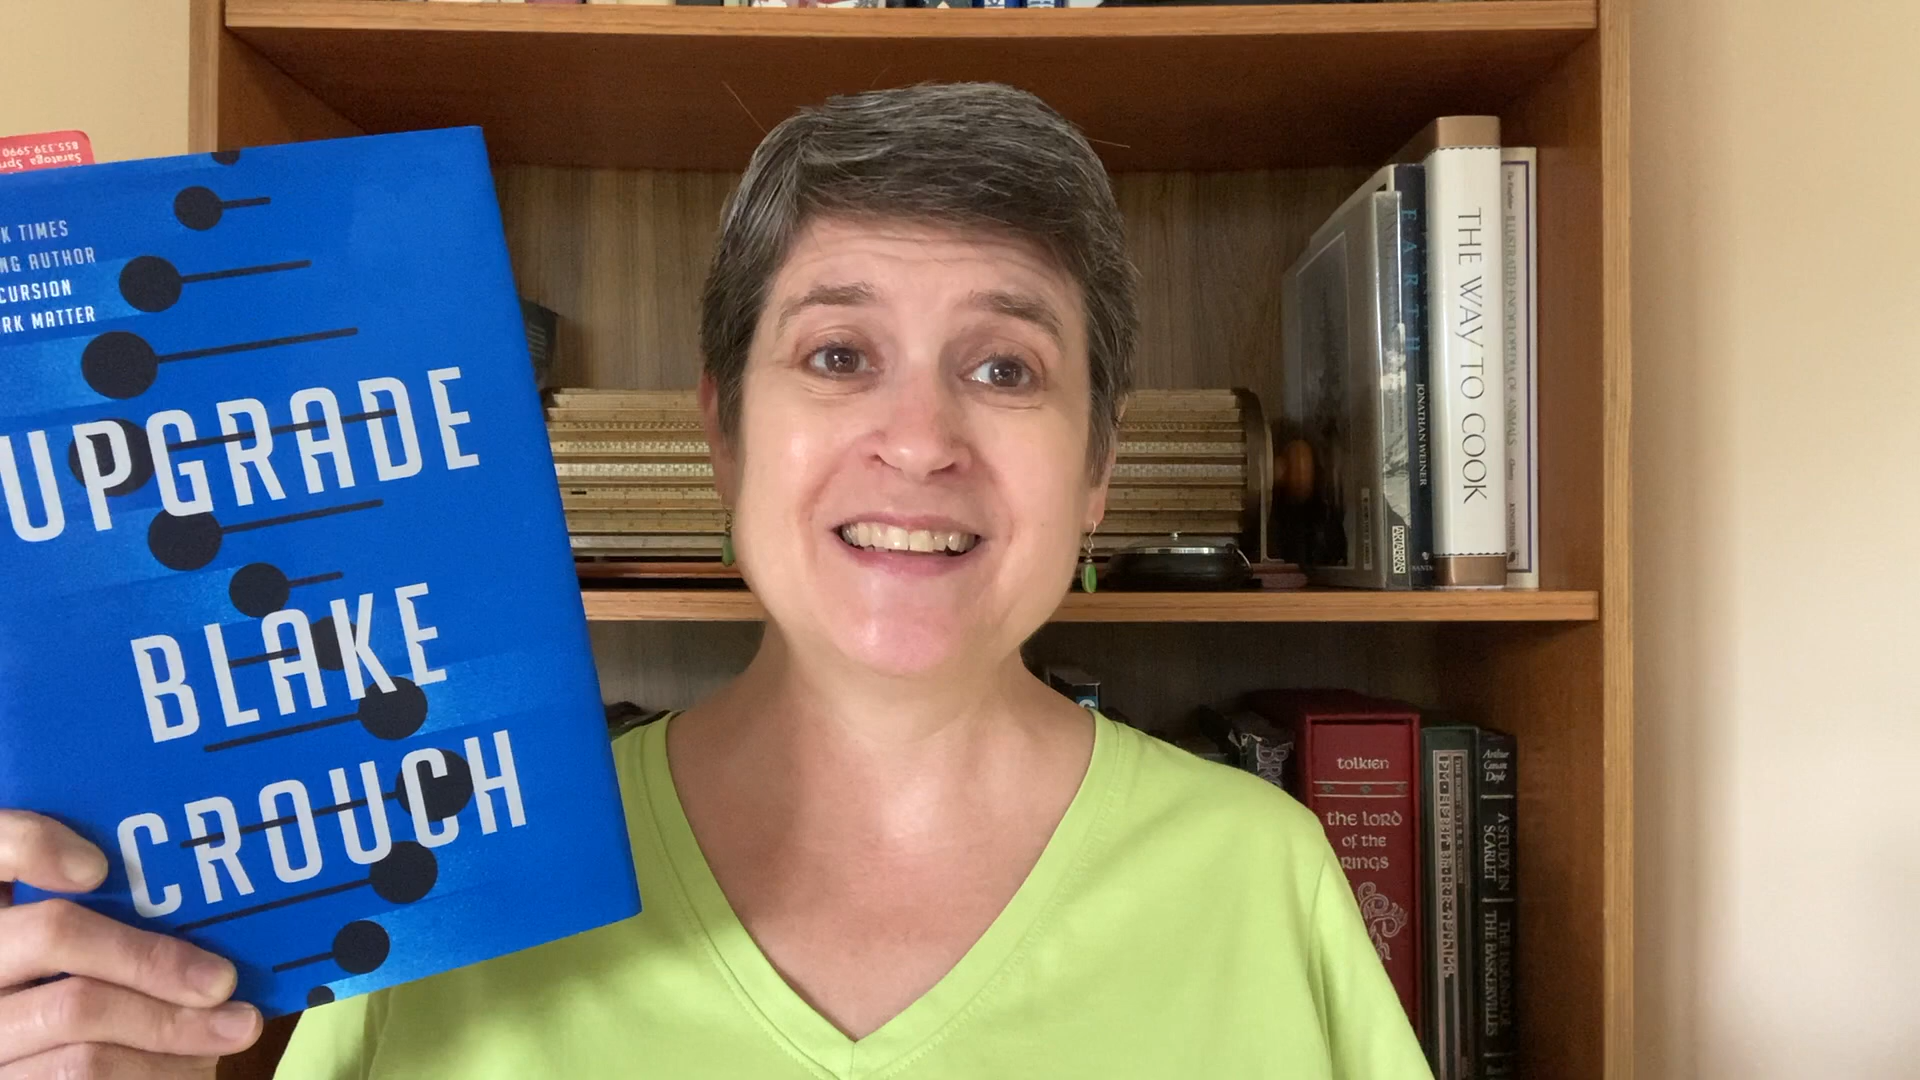 855.339.5990
Saratoga Spr
K TIMES
NG AUTHOR
CURSION
RK MATTER
UPGRADE
BLAKE
CROUCH
EARTH
JONATHAN WEINER
THE WAY TO COOK
ILLUSTRATED ENCYCLOPEDIA OF ANIMALS
tolkien
the lord
of the
rings
Arthur
Conan
Doyle
A STUDY IN
SCARLET
THE HOUND OF
THE BASKERVILLES